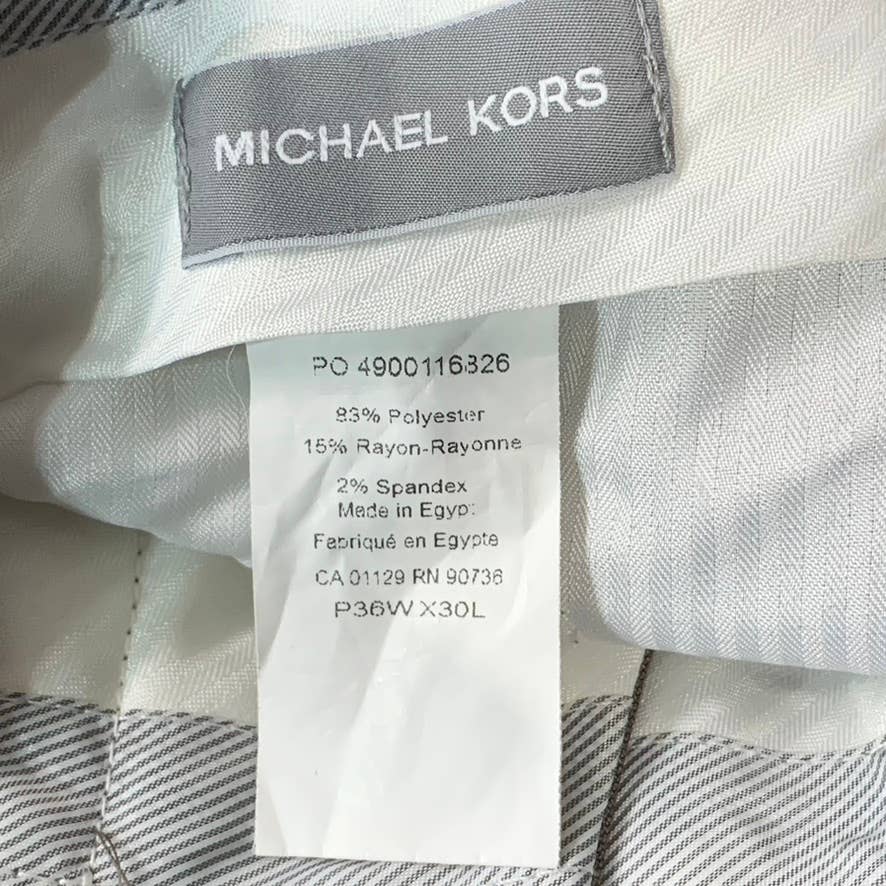 MICHAEL KORS
PO 4900116826
83% Polyester
15% Rayon-Rayonne
2% Spandex
Made in Egypt
Fabriqué en Egypte
CA 01129 RN 90736
P36W X30L